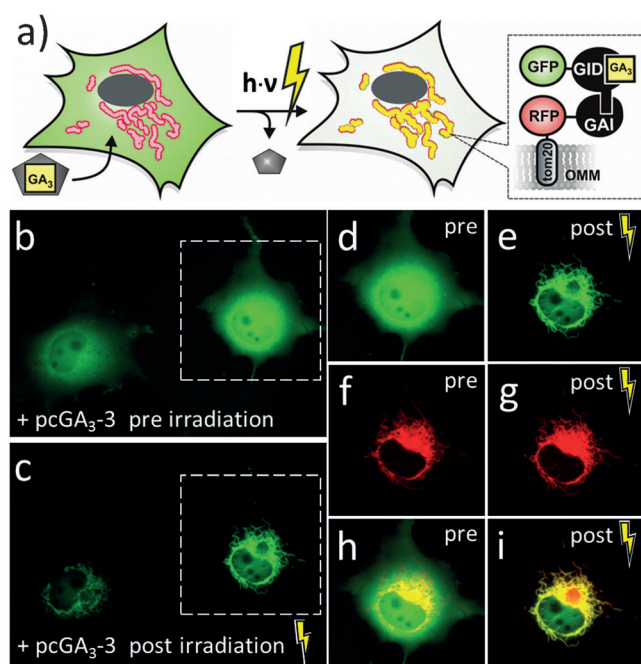 a)
h·ν
GA₃
GFP
GID
GA₃
RFP
GAI
tom20
OMM
b
+ pcGA₃-3 pre irradiation
c
+ pcGA₃-3 post irradiation
d
pre
e
post
f
pre
g
post
h
pre
i
post